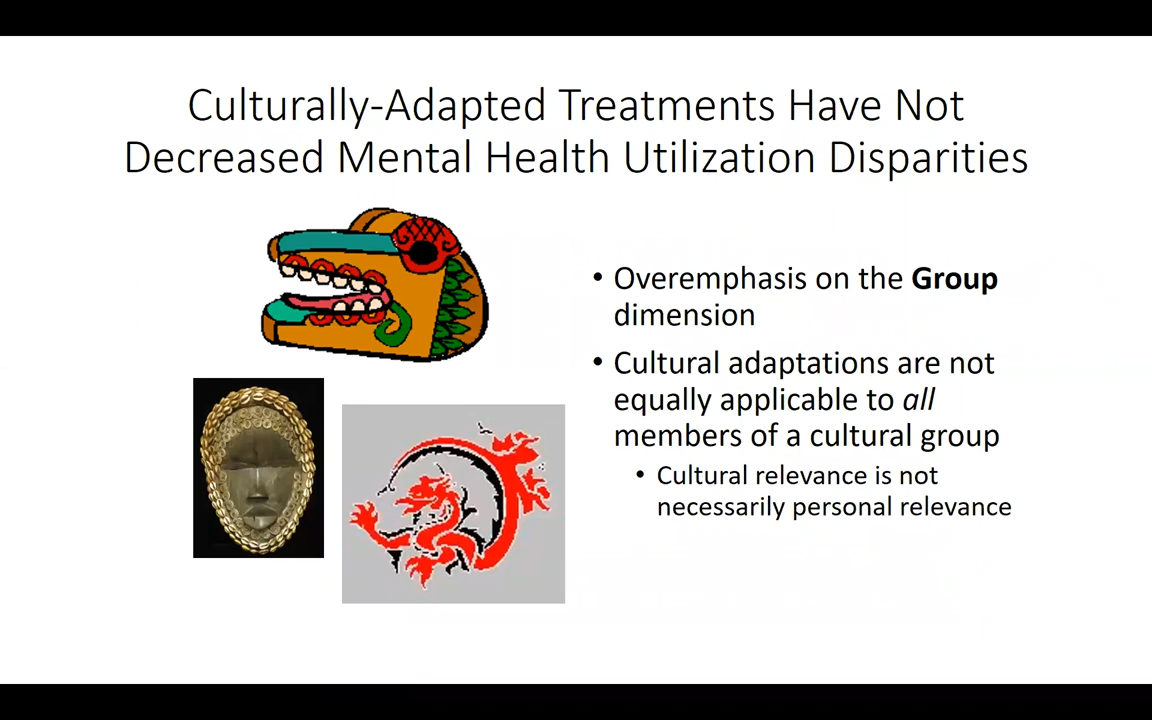 Culturally-Adapted Treatments Have Not
Decreased Mental Health Utilization Disparities
• Overemphasis on the Group
dimension
• Cultural adaptations are not
equally applicable to all
members of a cultural group
• Cultural relevance is not
necessarily personal relevance